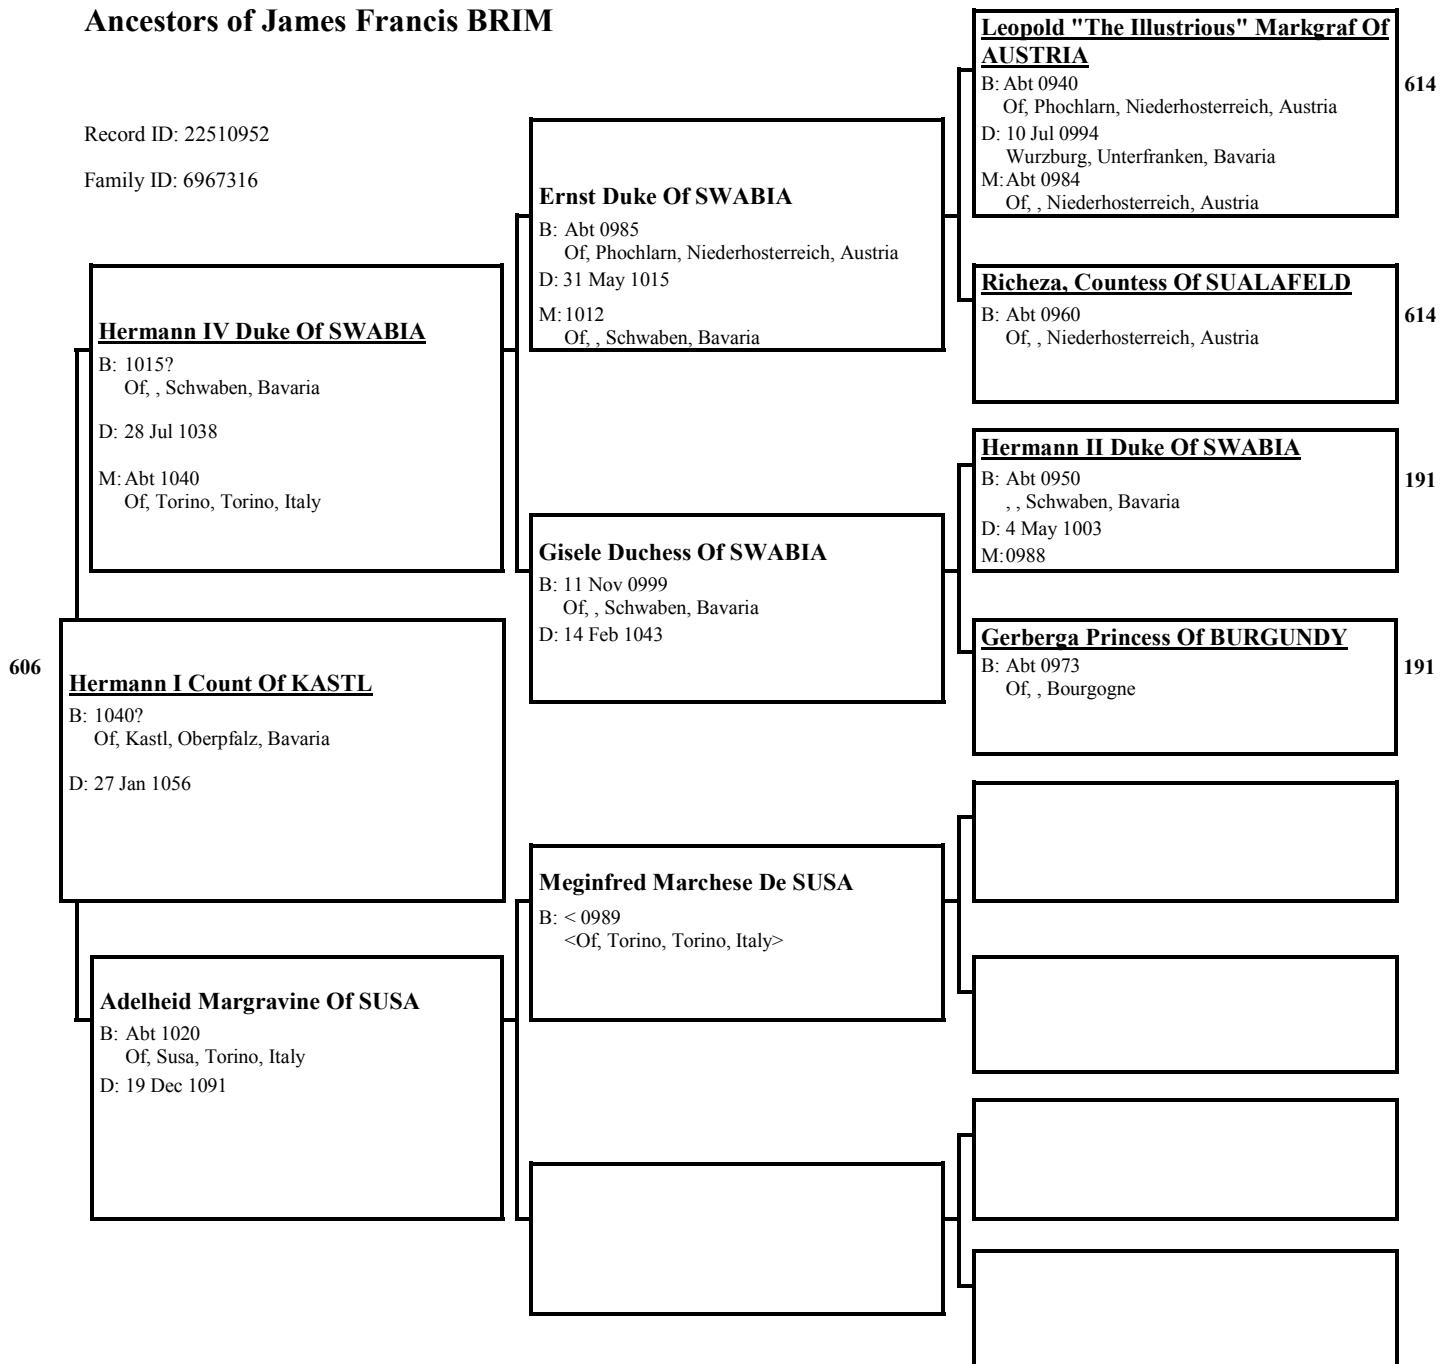 Ancestors of James Francis BRIM
Record ID: 22510952
Family ID: 6967316
606
Hermann I Count Of KASTL
B: 1040?
Of, Kastl, Oberpfalz, Bavaria
D: 27 Jan 1056
Hermann IV Duke Of SWABIA
B: 1015?
Of, , Schwaben, Bavaria
D: 28 Jul 1038
M: Abt 1040
Of, Torino, Torino, Italy
Adelheid Margravine Of SUSA
B: Abt 1020
Of, Susa, Torino, Italy
D: 19 Dec 1091
Ernst Duke Of SWABIA
B: Abt 0985
Of, Phochlarn, Niederhosterreich, Austria
D: 31 May 1015
M: 1012
Of, , Schwaben, Bavaria
Gisele Duchess Of SWABIA
B: 11 Nov 0999
Of, , Schwaben, Bavaria
D: 14 Feb 1043
Meginfred Marchese De SUSA
B: < 0989
<Of, Torino, Torino, Italy>
Leopold "The Illustrious" Markgraf Of
AUSTRIA
B: Abt 0940
Of, Phochlarn, Niederhosterreich, Austria
D: 10 Jul 0994
Wurzburg, Unterfranken, Bavaria
M: Abt 0984
Of, , Niederhosterreich, Austria
614
Richeza, Countess Of SUALAFELD
B: Abt 0960
Of, , Niederhosterreich, Austria
614
Hermann II Duke Of SWABIA
B: Abt 0950
, , Schwaben, Bavaria
D: 4 May 1003
M: 0988
191
Gerberga Princess Of BURGUNDY
B: Abt 0973
Of, , Bourgogne
191